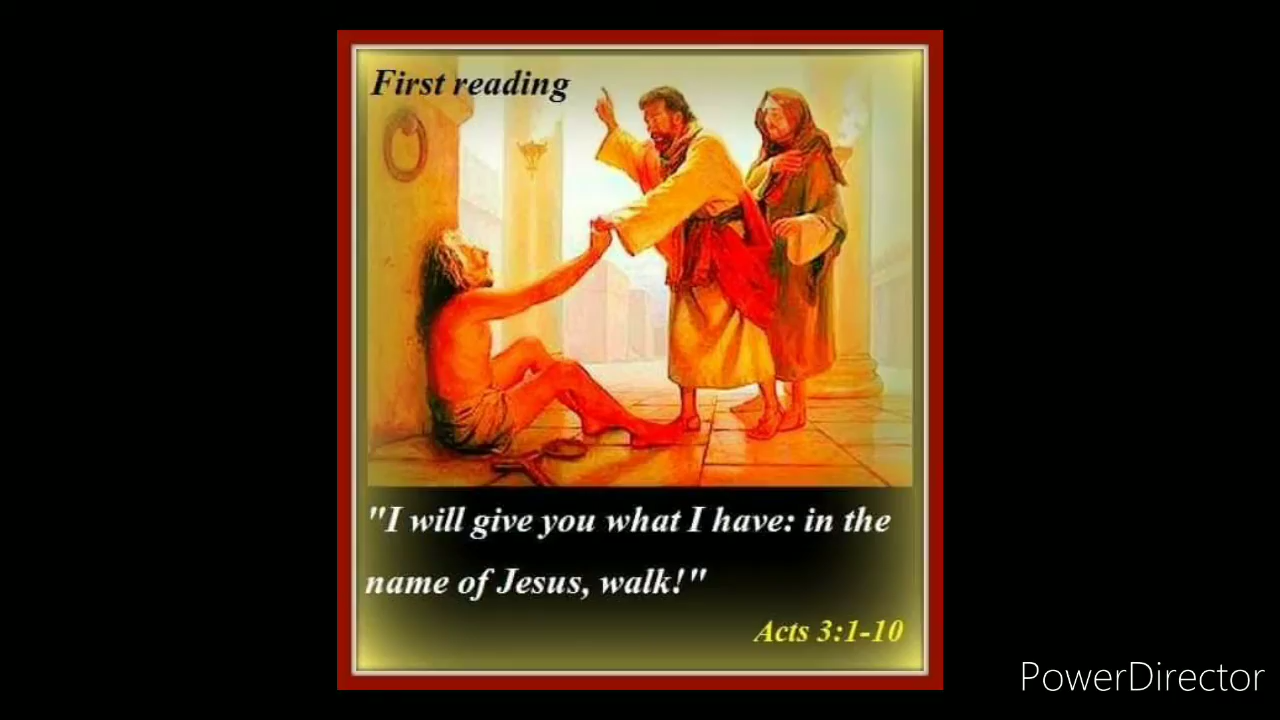 First reading
"I will give you what I have: in the
name of Jesus, walk!"
Acts 3:1-10
PowerDirector